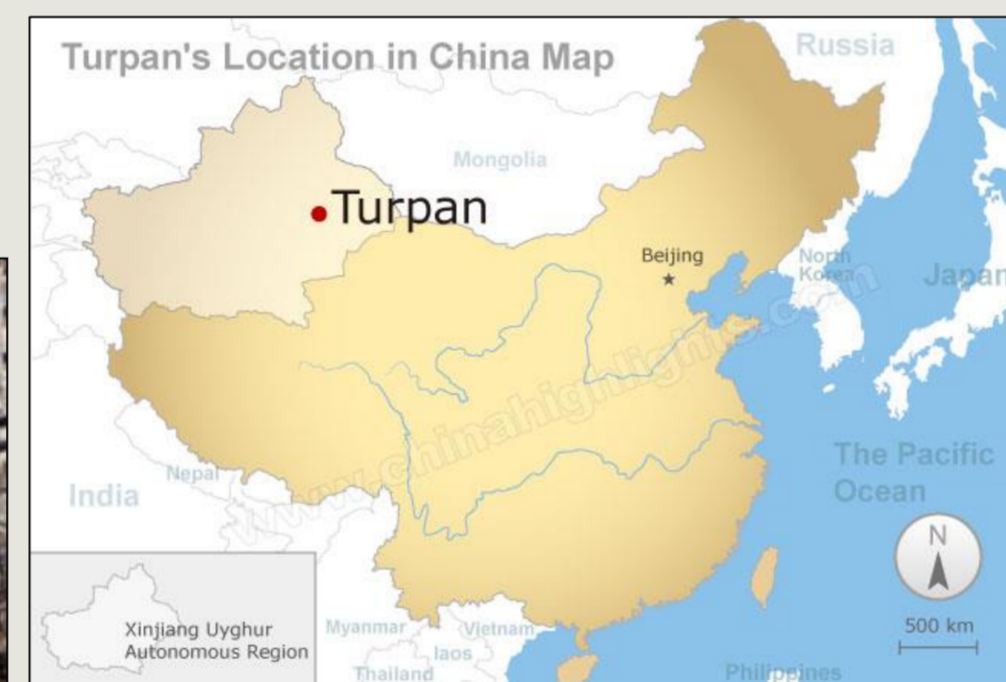 Turpan's Location in China Map
Russia
Mongolia
Turpan
Beijing
North
Korea
Japan
www.chinahighlights.com
Nepal
India
The Pacific
Ocean
N
500 km
Xinjiang Uyghur
Autonomous Region
Myanmar
Vietnam
laos
Thailand
Philippines